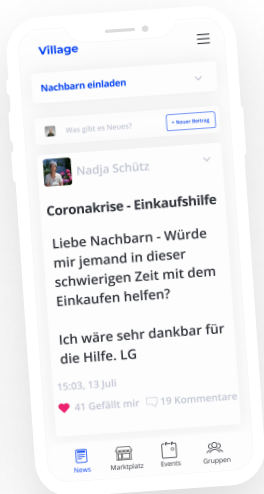 Village
Nachbarn einladen
Was gibt es Neues?
+ Neuer Beitrag
Nadja Schütz
Coronakrise - Einkaufshilfe
Liebe Nachbarn - Würde
mir jemand in dieser
schwierigen Zeit mit dem
Einkaufen helfen?
Ich wäre sehr dankbar für
die Hilfe. LG
15:03, 13 Juli
41 Gefällt mir
19 Kommentare
News
Marktplatz
Events
Gruppen